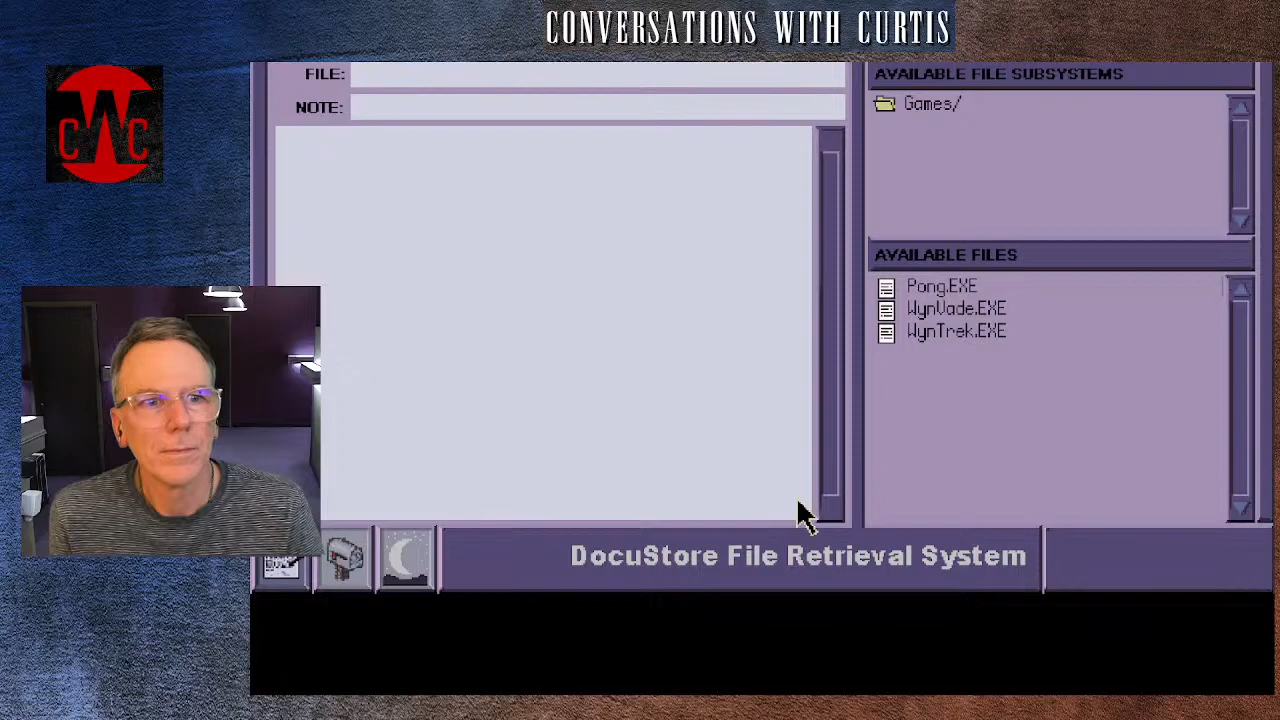 CONVERSATIONS WITH CURTIS
CWC
FILE:
NOTE:
AVAILABLE FILE SUBSYSTEMS
Games/
AVAILABLE FILES
Pong.EXE
WynVade.EXE
WynTrek.EXE
DocuStore File Retrieval System